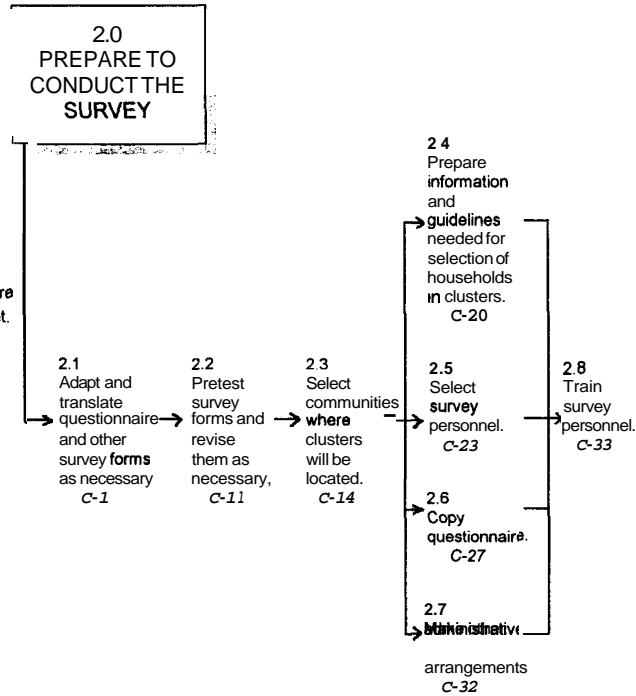 2.0
PREPARE TO
CONDUCT THE
SURVEY
re
t.
2.1
Adapt and
translate
questionnaire
and other
survey forms
as necessary
C-1
2.2
Pretest
survey
forms and
revise
them as
necessary,
C-11
2.3
Select
communities
where
clusters
will be
located.
C-14
2 4
Prepare
information
and
guidelines
needed for
selection of
households
in clusters.
C-20
2.5
Select
survey
personnel.
C-23
2.6
Copy
questionnaire.
C-27
2.7
arrangements
C-32
2.8
Train
survey
personnel.
C-33